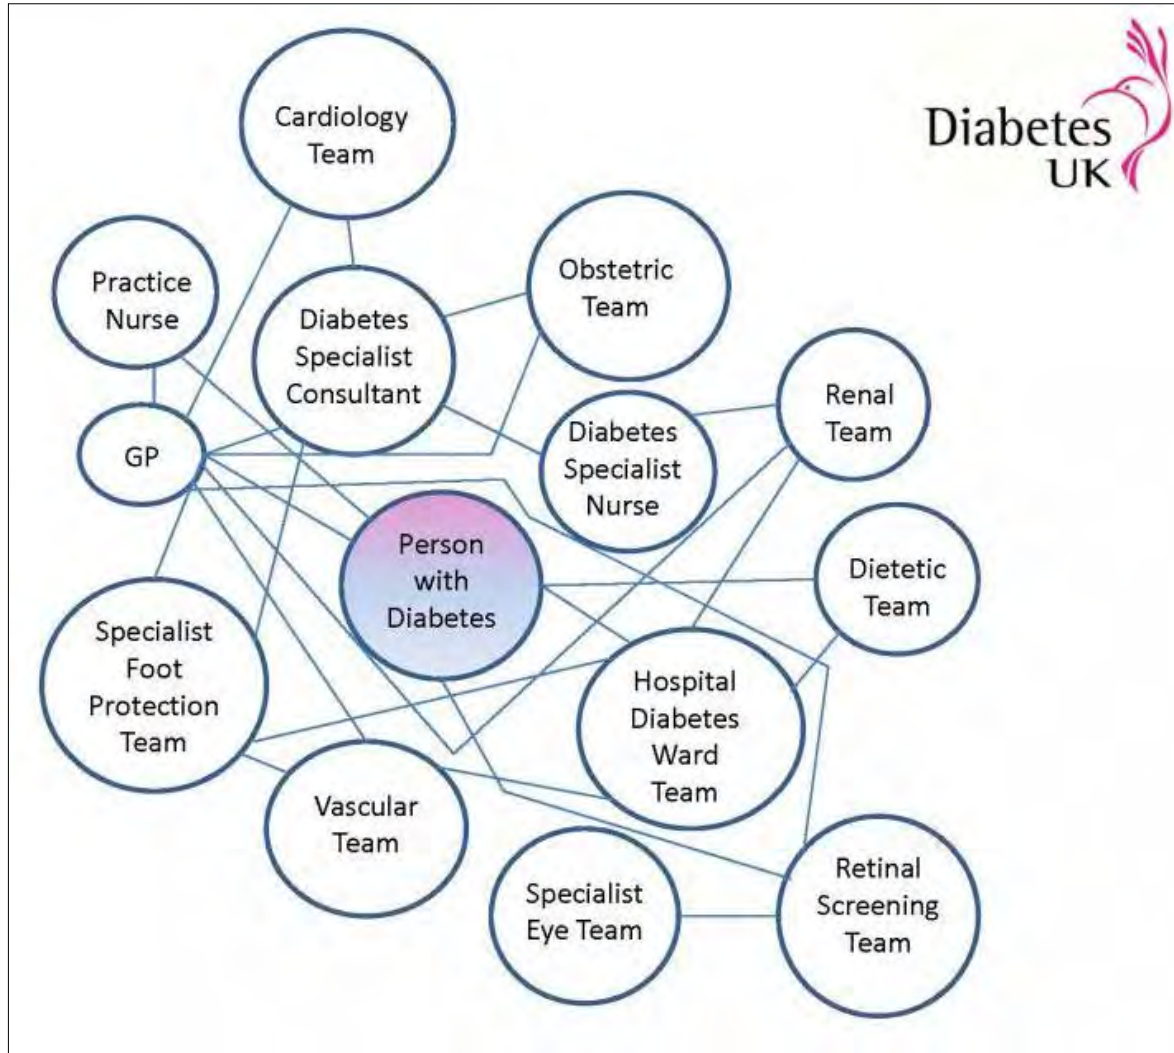 Diabetes
UK
Cardiology
Team
Practice
Nurse
Diabetes
Specialist
Consultant
Obstetric
Team
GP
Diabetes
Specialist
Nurse
Renal
Team
Person
with
Diabetes
Dietetic
Team
Specialist
Foot
Protection
Team
Hospital
Diabetes
Ward
Team
Vascular
Team
Specialist
Eye Team
Retinal
Screening
Team